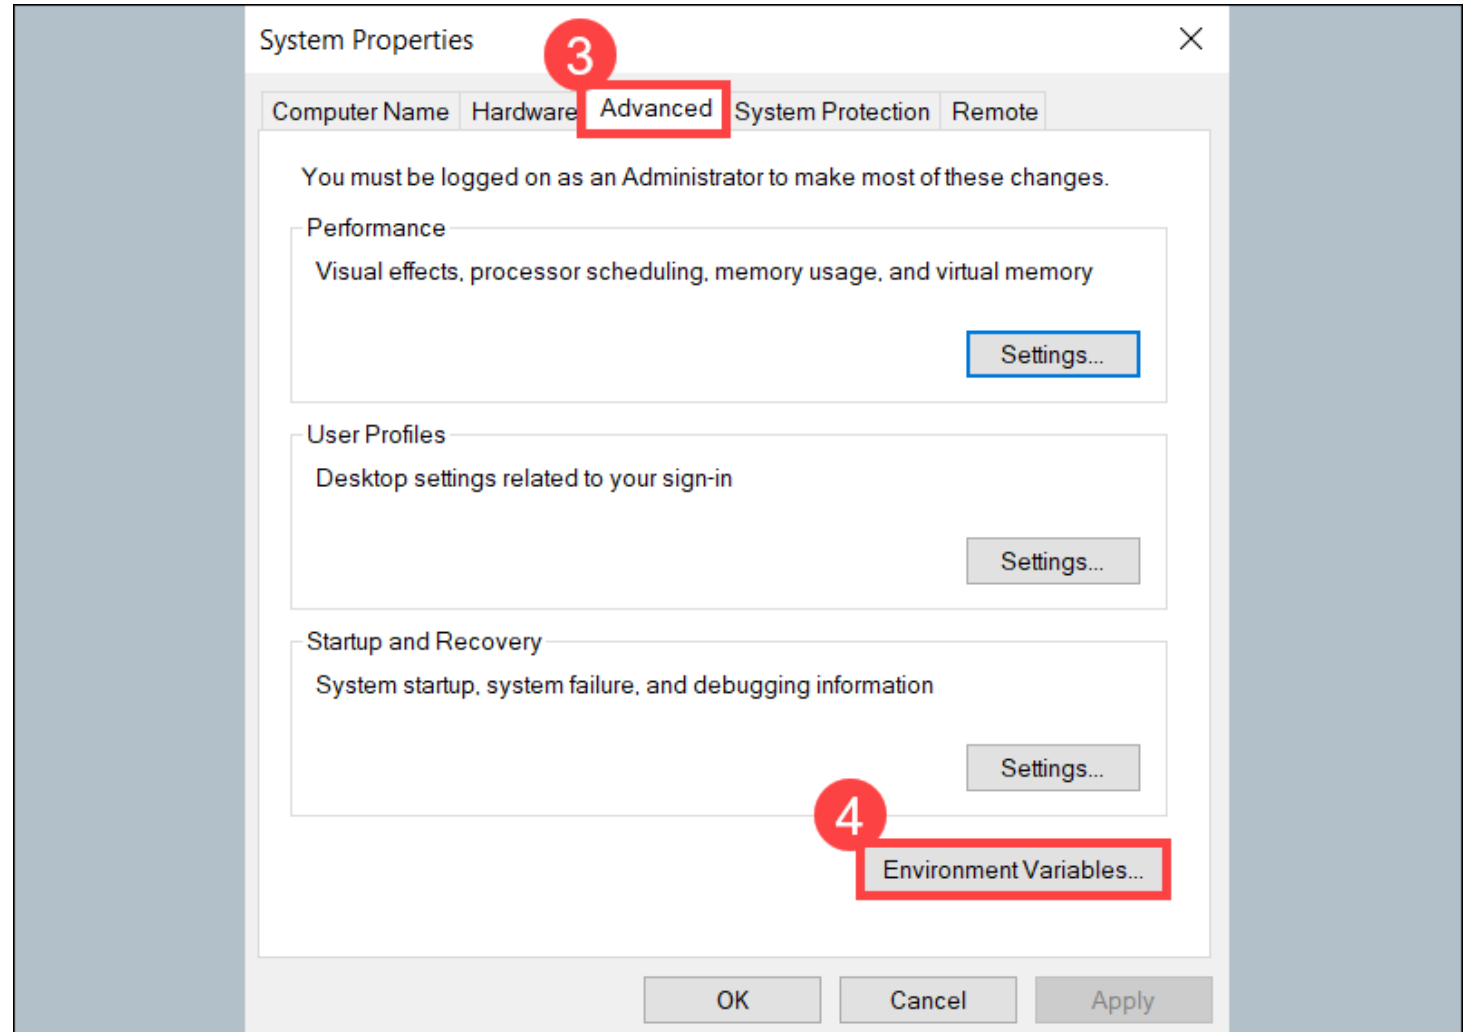 System Properties
3
Computer Name Hardware Advanced System Protection Remote
You must be logged on as an Administrator to make most of these changes.
Performance
Visual effects, processor scheduling, memory usage, and virtual memory
Settings...
User Profiles
Desktop settings related to your sign-in
Settings...
Startup and Recovery
System startup, system failure, and debugging information
Settings...
4
Environment Variables...
OK Cancel Apply